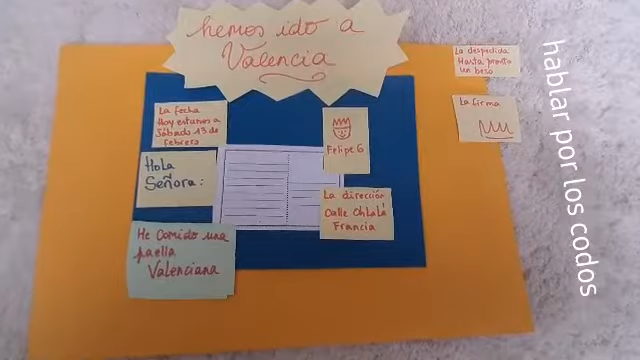 hemos ido a
Valencia
La fecha
Hoy estamos a
Sábado 13 de
febrero
Hola
Señora:
He comido una
paella
Valenciana
Felipe 6
La dirección
Calle Chlalá
Francia
La despedida
Hasta pronto
un beso
La firma
hablar por los codos